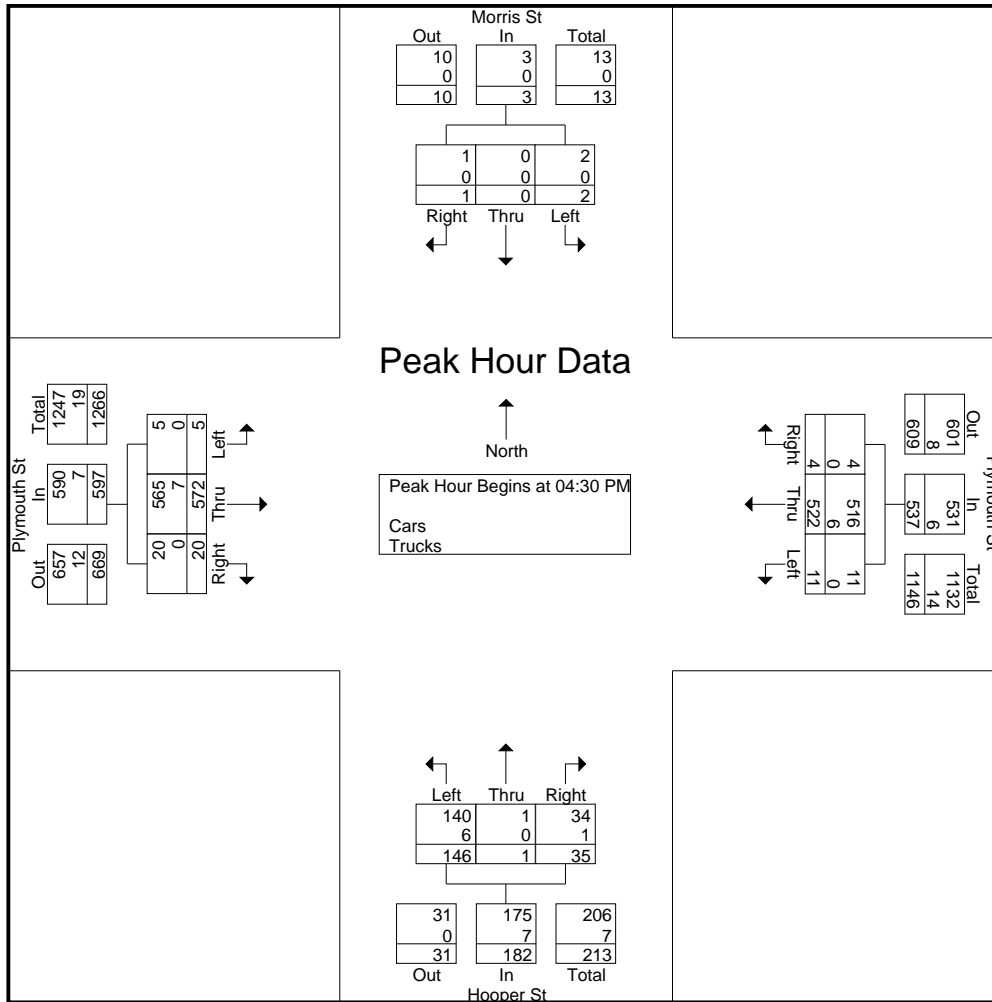 Morris St
Out In Total
10 3 13
0 0 0
10 3 13
1 0 2
0 0 0
1 0 2
Right Thru Left
Peak Hour Data
North
Peak Hour Begins at 04:30 PM
Cars
Trucks
Plymouth St
Total In Out
1247 590 657
19 7 12
1266 597 669
5 565 20
0 7 0
5 572 20
Left Thru Right
Plymouth St
Out In Total
601 531 1132
8 6 14
609 537 1146
4 516 11
0 6 0
4 522 11
Right Thru Left
Left Thru Right
140 1 34
6 0 1
146 1 35
31 175 206
0 7 7
31 182 213
Out In Total
Hooper St